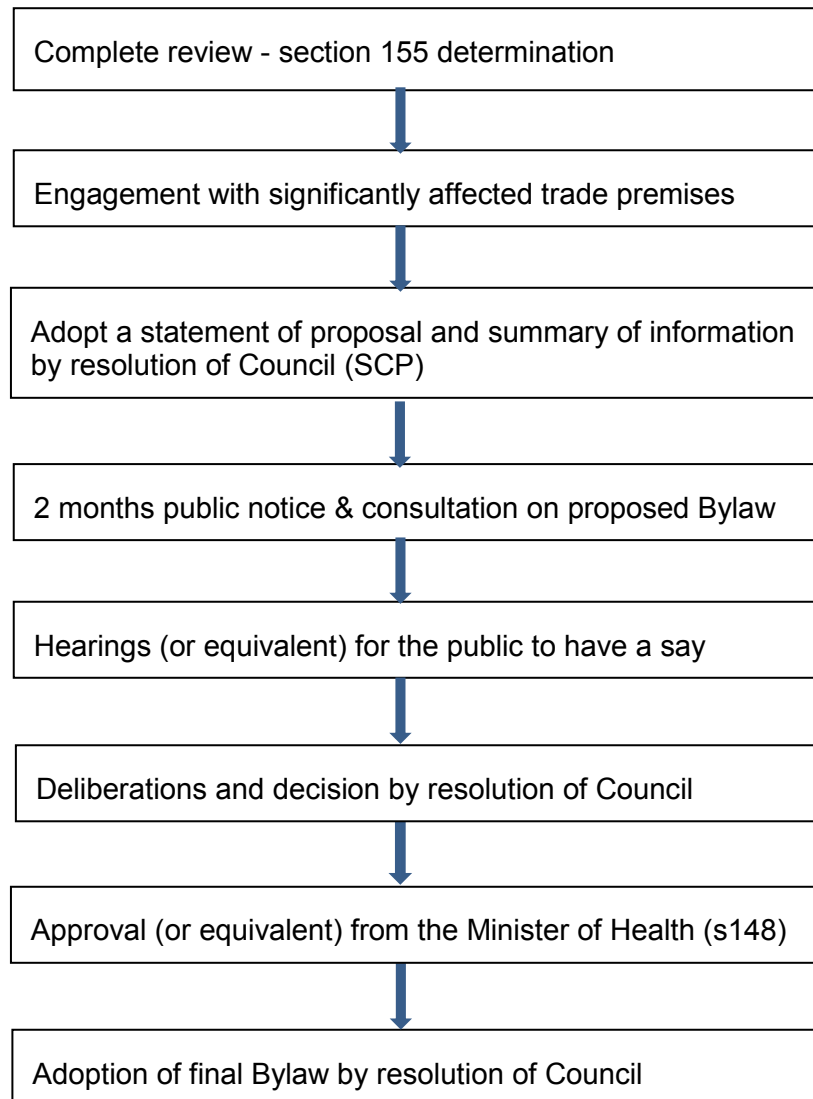 Complete review - section 155 determination
Engagement with significantly affected trade premises
Adopt a statement of proposal and summary of information
by resolution of Council (SCP)
2 months public notice & consultation on proposed Bylaw
Hearings (or equivalent) for the public to have a say
Deliberations and decision by resolution of Council
Approval (or equivalent) from the Minister of Health (s148)
Adoption of final Bylaw by resolution of Council